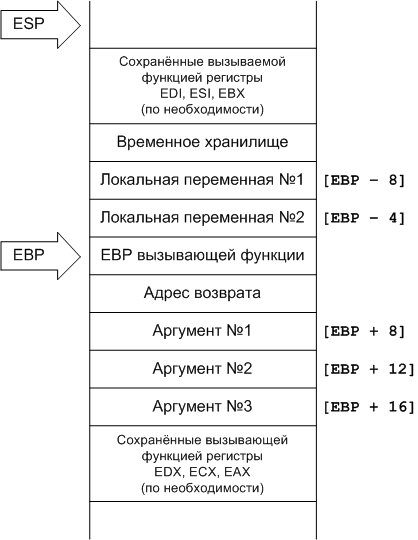 ESP
Сохранённые вызываемой
функцией регистры
EDI, ESI, EBX
(по необходимости)
Временное хранилище
Локальная переменная №1 [EBP – 8]
Локальная переменная №2 [EBP – 4]
EBP EBP вызывающей функции
Адрес возврата
Аргумент №1 [EBP + 8]
Аргумент №2 [EBP + 12]
Аргумент №3 [EBP + 16]
Сохранённые вызывающей
функцией регистры
EDX, ECX, EAX
(по необходимости)